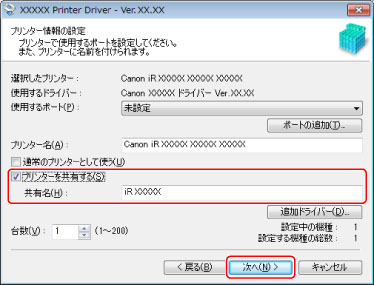 XXXXX Printer Driver - Ver.XX.XX
プリンター情報の設定
プリンターで使用するポートを設定してください。
また、プリンターに名前を付けられます。
選択したプリンター： Canon iR XXXXX XXXXX XXXXX
使用するドライバー： Canon XXXXX ドライバー Ver.XX.XX
使用するポート(P)： 未設定
ポートの追加(T)...
プリンター名(A)： Canon iR XXXXX XXXXX XXXXX
通常のプリンターとして使う(U)
プリンターを共有する(S)
共有名(H)： iR XXXXX
追加ドライバー(D)...
台数(V)： 1 (1～200)
設定中の機種： 1
設定する機種の総数： 1
< 戻る(B)
次へ(N) >
キャンセル